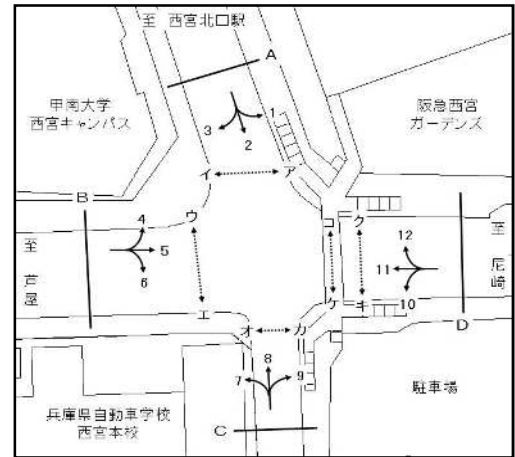 至 西宮北口駅
A
甲南大学
西宮キャンパス
阪急西宮
ガーデンズ
1
3
2
イ
ア
B
ウ
コ
ク
4
5
6
12
11
10
至 芦屋
至 尼崎
エ
ケ
キ
オ
カ
D
8
7
9
兵庫県自動車学校
西宮本校
C
駐車場